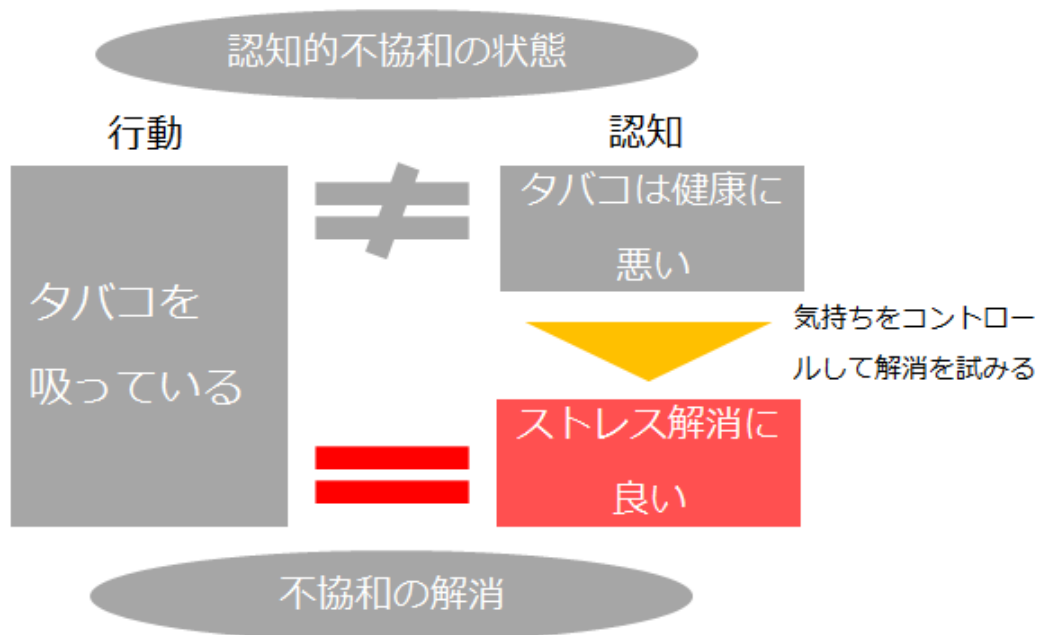 認知的不協和の状態
行動
認知
タバコは健康に
悪い
タバコを
吸っている
気持ちをコントロー
ルして解消を試みる
ストレス解消に
良い
不協和の解消